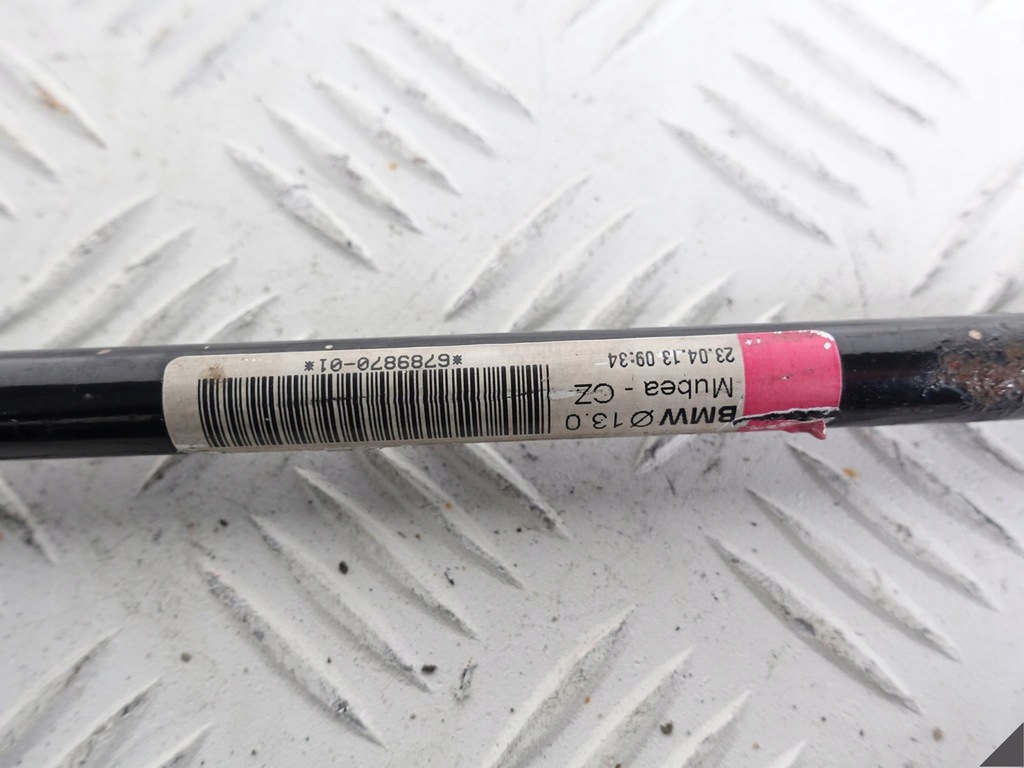 BMW Ø 13.0
Mubea - CZ
23.04.13 09:34
*6789870-01*